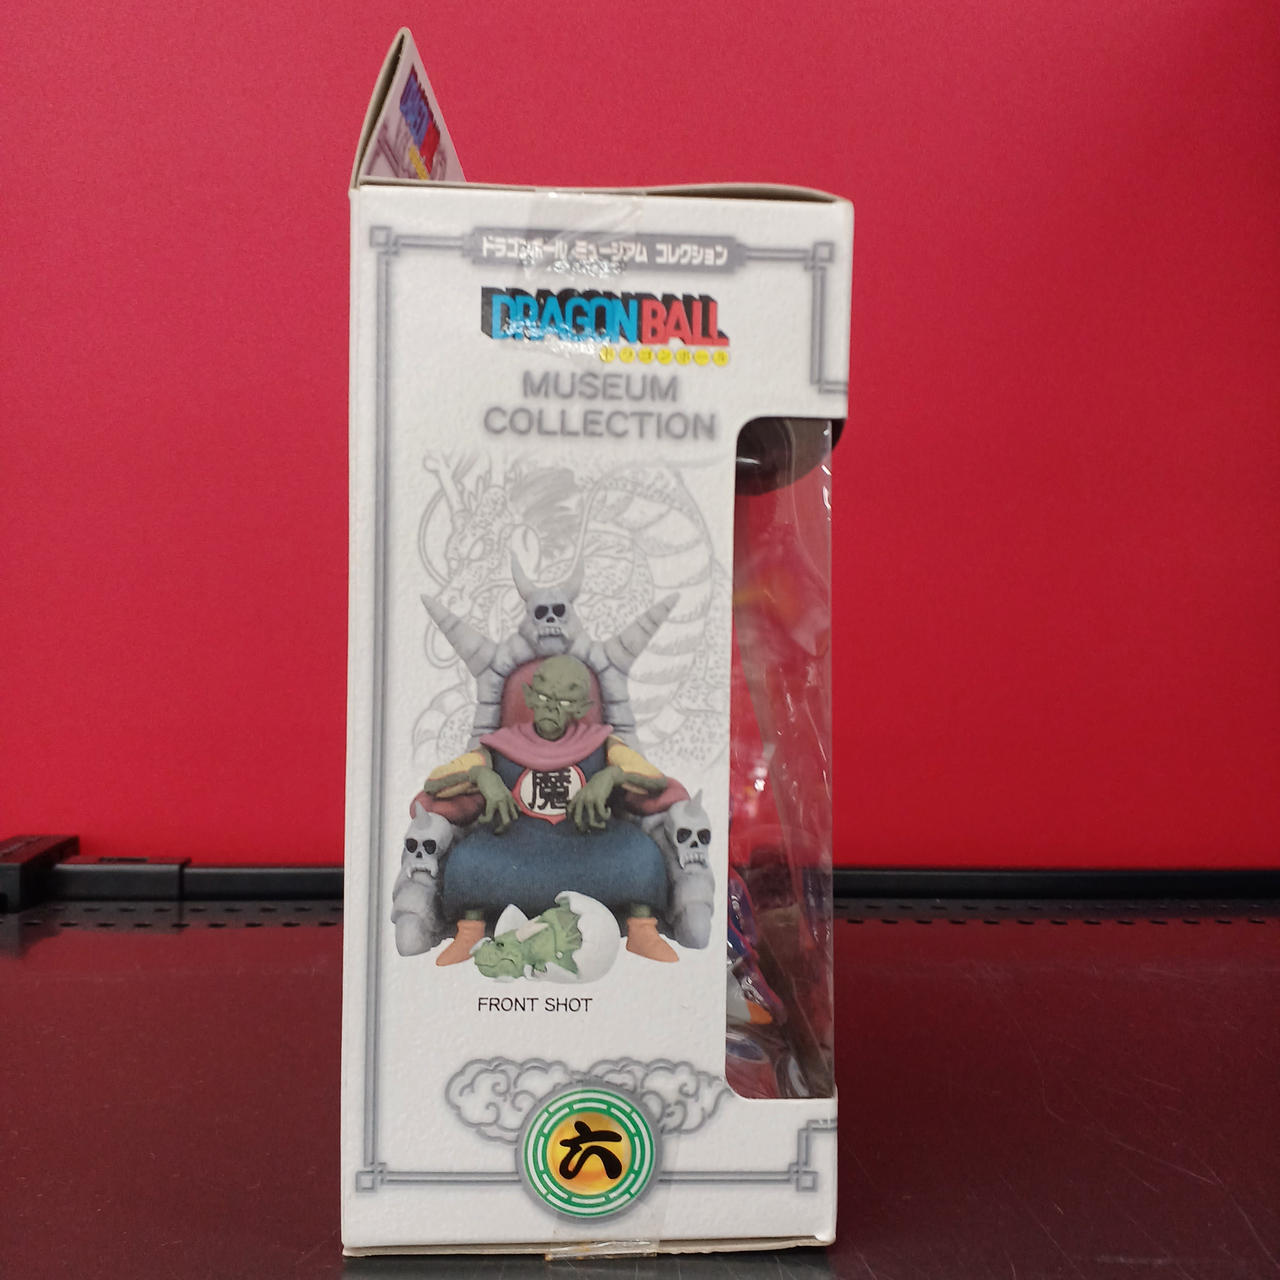 ドラゴンボール ミュージアム コレクション
DRAGON BALL
ドラゴンボール
MUSEUM
COLLECTION
魔
FRONT SHOT
六